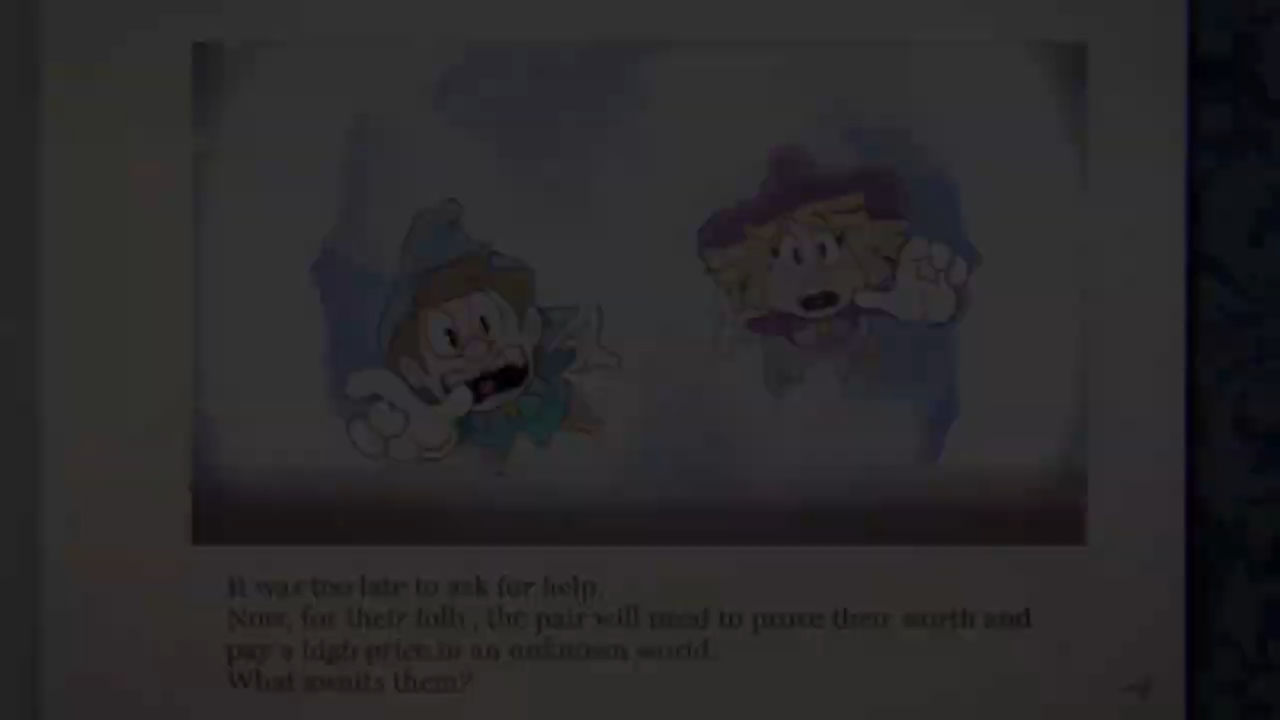 It was too late to ask for help.
Now, for their folly, the pair will need to prove their worth and
pay a high price in an unknown world.
What awaits them?